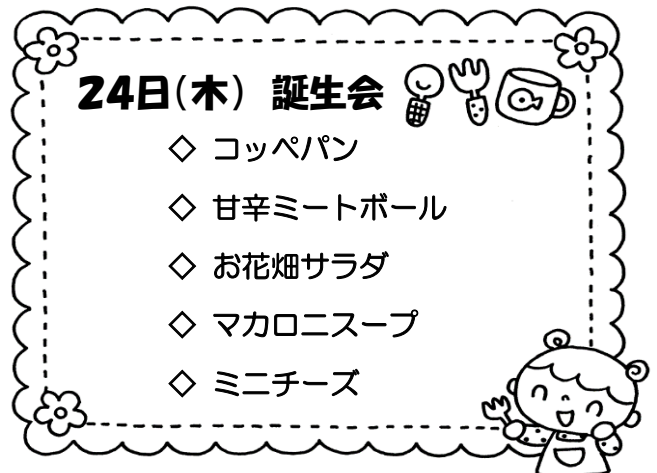 24日(木) 誕生会
◇ コッペパン
◇ 甘辛ミートボール
◇ お花畑サラダ
◇ マカロニスープ
◇ ミニチーズ